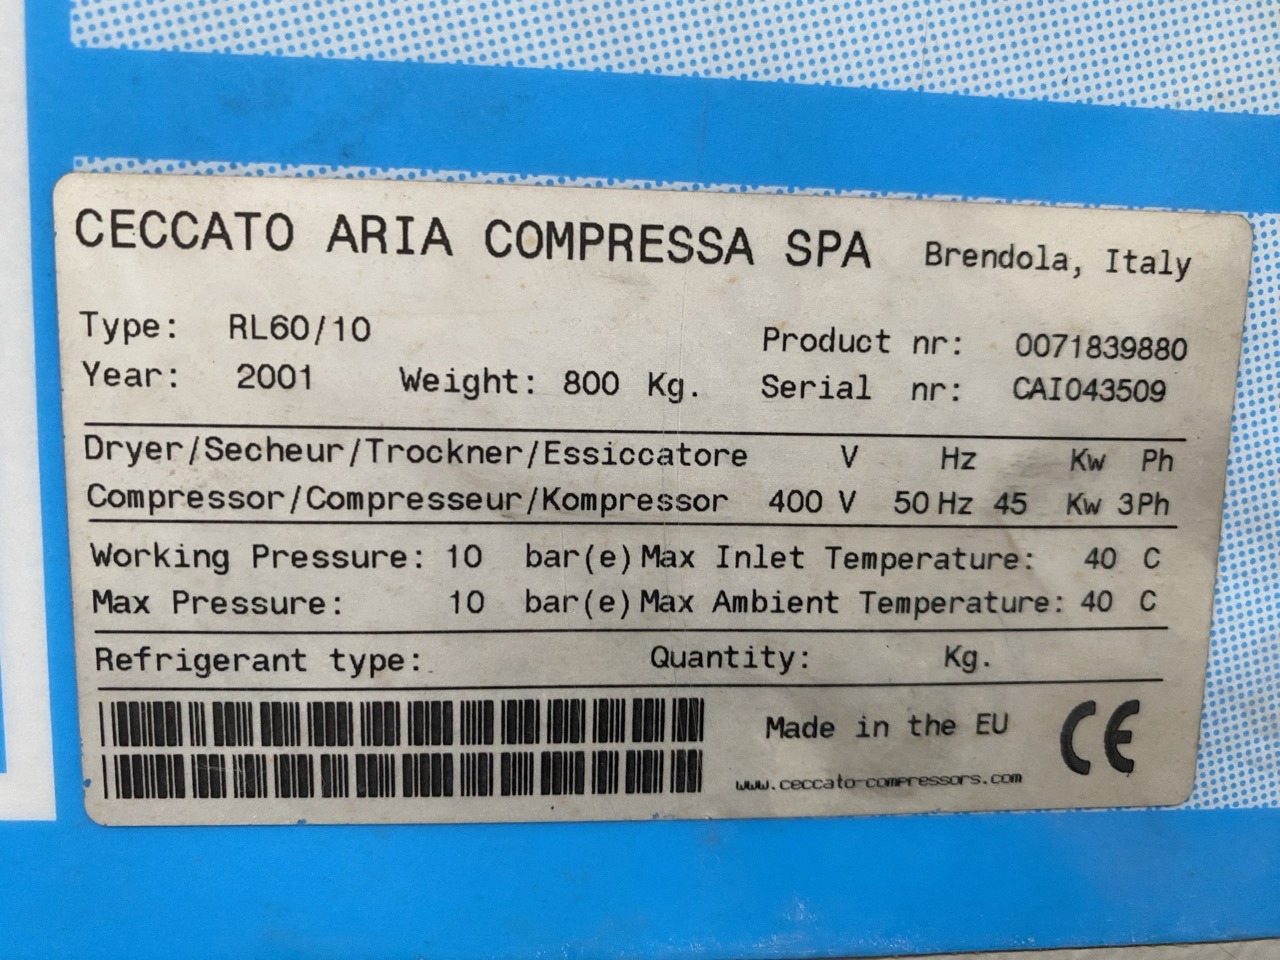 CECCATO ARIA COMPRESSA SPA Brendola, Italy
Type: RL60/10 Product nr: 0071839880
Year: 2001 Weight: 800 Kg. Serial nr: CAI043509
Dryer/Secheur/Trockner/Essiccatore V Hz Kw Ph
Compressor/Compresseur/Kompressor 400 V 50 Hz 45 Kw 3Ph
Working Pressure: 10 bar(e) Max Inlet Temperature: 40 C
Max Pressure: 10 bar(e) Max Ambient Temperature: 40 C
Refrigerant type: Quantity: Kg.
Made in the EU CE
www.ceccato-compressors.com